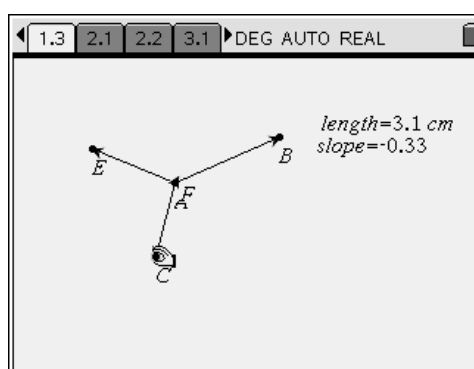 1.3 2.1 2.2 3.1 DEG AUTO REAL
length=3.1 cm
slope=-0.33
E
B
F
A
C